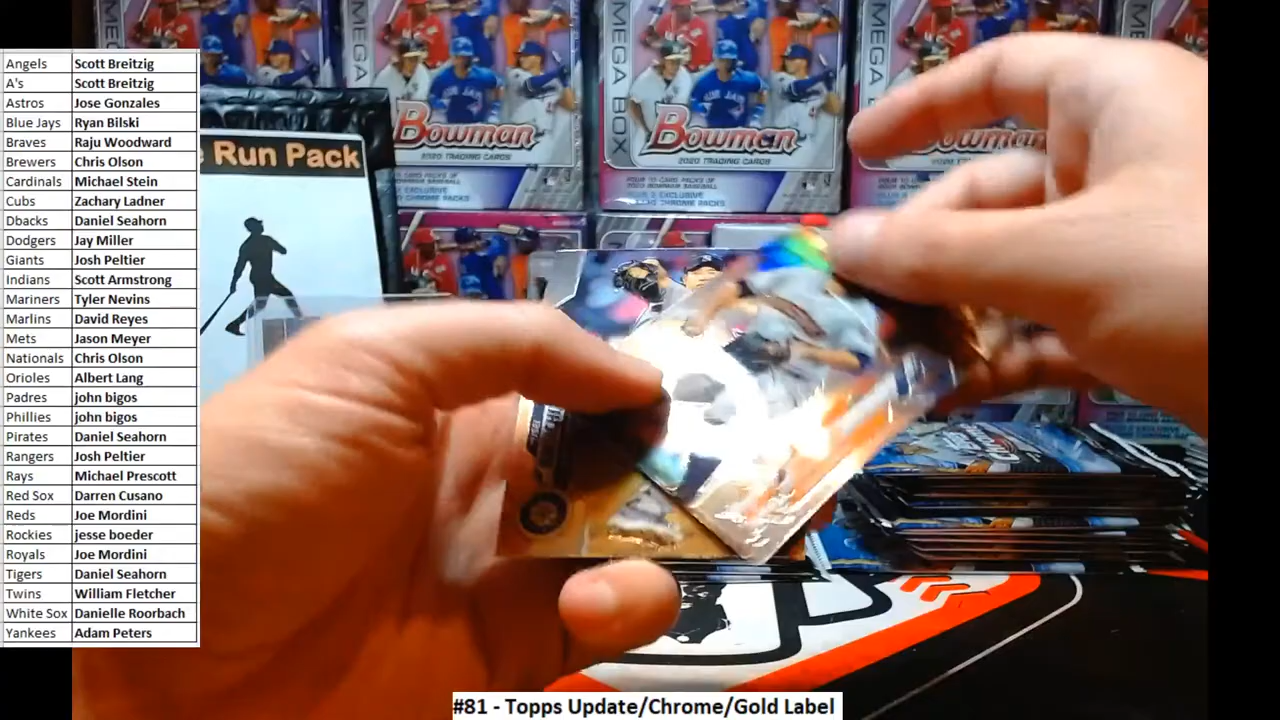 Angels Scott Breitzig
A's Scott Breitzig
Astros Jose Gonzales
Blue Jays Ryan Bilski
Braves Raju Woodward
Brewers Chris Olson
Cardinals Michael Stein
Cubs Zachary Ladner
Dbacks Daniel Seahorn
Dodgers Jay Miller
Giants Josh Peltier
Indians Scott Armstrong
Mariners Tyler Nevins
Marlins David Reyes
Mets Jason Meyer
Nationals Chris Olson
Orioles Albert Lang
Padres john bigos
Phillies john bigos
Pirates Daniel Seahorn
Rangers Josh Peltier
Rays Michael Prescott
Red Sox Darren Cusano
Reds Joe Mordini
Rockies jesse boeder
Royals Joe Mordini
Tigers Daniel Seahorn
Twins William Fletcher
White Sox Danielle Roorbach
Yankees Adam Peters
Run Pack
MEGA
Bowman
2020 TRADING CARDS
MEGA BOX
Bowman
2020 TRADING CARDS
MEGA
Bowman
#81 - Topps Update/Chrome/Gold Label